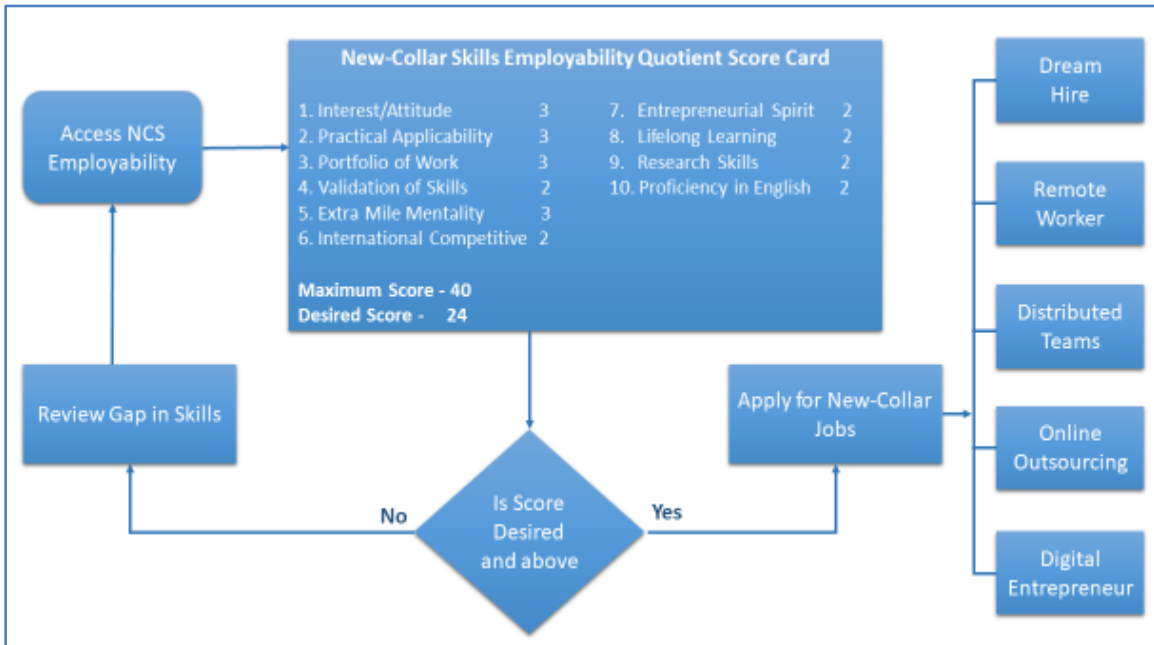 New-Collar Skills Employability Quotient Score Card
Access NCS
Employability
1. Interest/Attitude 3
2. Practical Applicability 3
3. Portfolio of Work 3
4. Validation of Skills 2
5. Extra Mile Mentality 3
6. International Competitive 2
7. Entrepreneurial Spirit 2
8. Lifelong Learning 2
9. Research Skills 2
10. Proficiency in English 2
Maximum Score - 40
Desired Score - 24
Review Gap in Skills
Is Score
Desired
and above
No
Yes
Apply for New-Collar
Jobs
Dream
Hire
Remote
Worker
Distributed
Teams
Online
Outsourcing
Digital
Entrepreneur